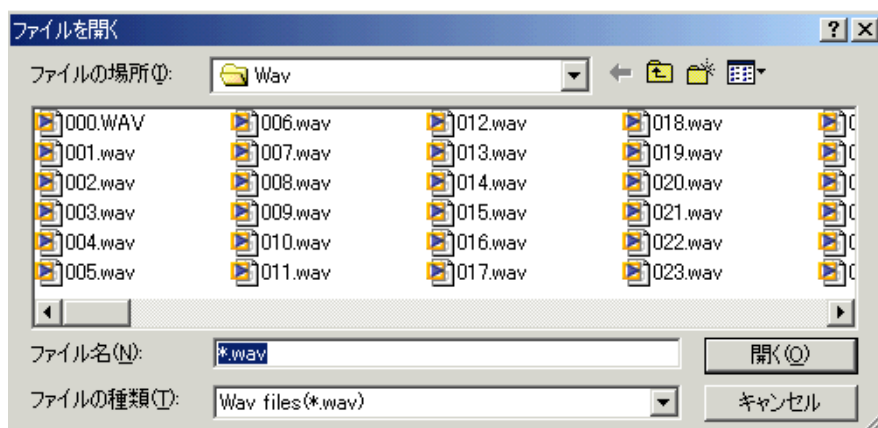 ファイルを開く
ファイルの場所(I): Wav
000.WAV 006.wav 012.wav 018.wav
001.wav 007.wav 013.wav 019.wav
002.wav 008.wav 014.wav 020.wav
003.wav 009.wav 015.wav 021.wav
004.wav 010.wav 016.wav 022.wav
005.wav 011.wav 017.wav 023.wav
ファイル名(N): *.wav 開く(O)
ファイルの種類(T): Wav files(*.wav) キャンセル